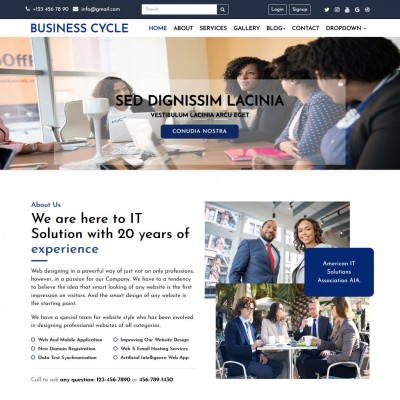 +123 456 78 90 info@gmail.com Search Login Signup
BUSINESS CYCLE HOME ABOUT SERVICES GALLERY BLOG CONTACT DROPDOWN
SED DIGNISSIM LACINIA
VESTIBULUM LACINIA ARCU EGET
CONUDIA NOSTRA
About Us
We are here to IT
Solution with 20 years of
experience
Web designing in a powerful way of just not an only professions,
however, in a passion for our Company. We have to a tendency
to believe the idea that smart looking of any website is the first
impression on visitors. And the smart design of any website is
the starting point.
We have a special team for website style who has been involved
in designing professional websites of all categories.
Web And Mobile Application Improving Our Website Design
New Domain Registration Web & Email Hosting Services
Data Text Synchronisation Artificial Intelligence Web App
Call to ask any question: 123-456-7890 or 456-789-1430
American IT
Solutions
Association AIA.